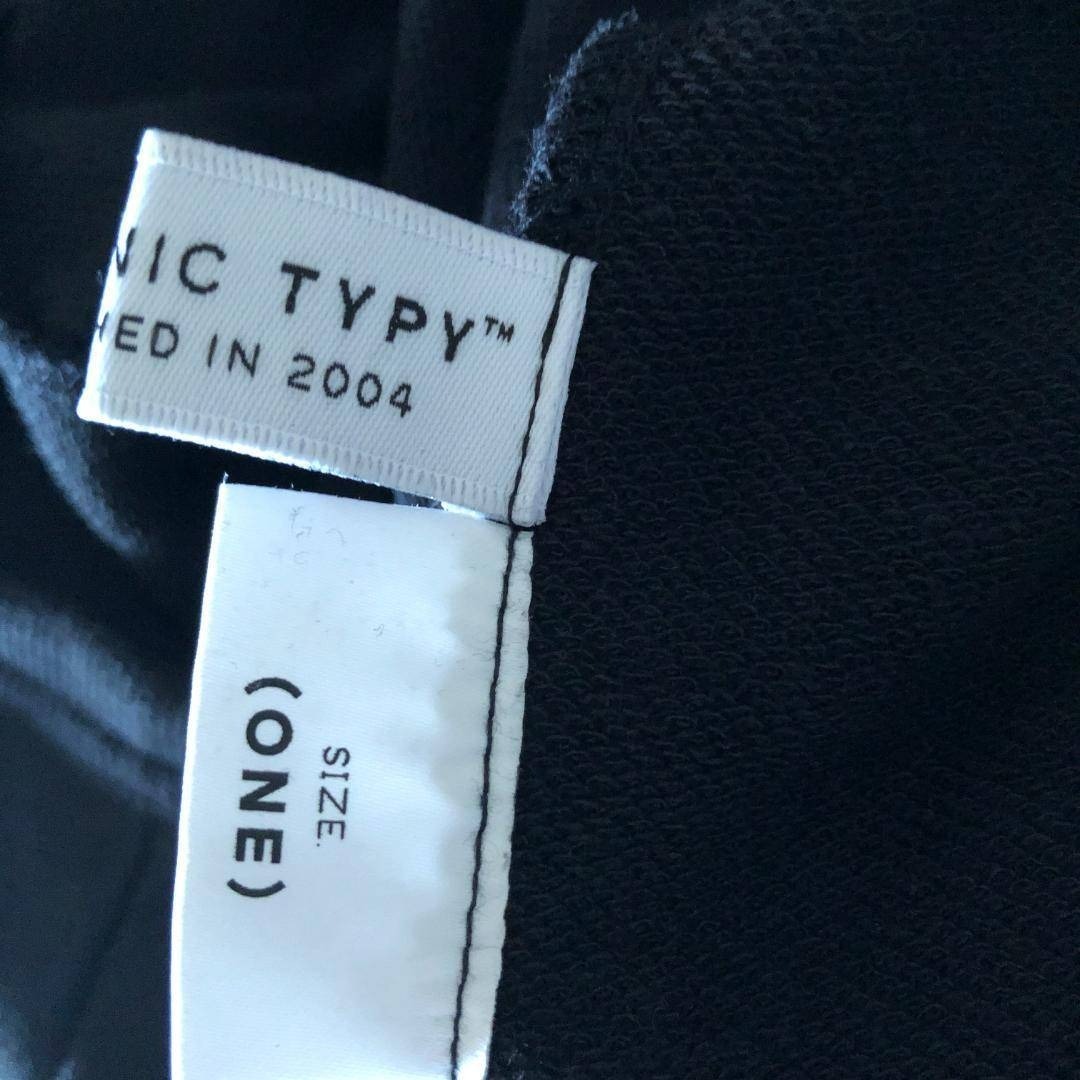 NIC TYPY™
HED IN 2004
SIZE.
(ONE)